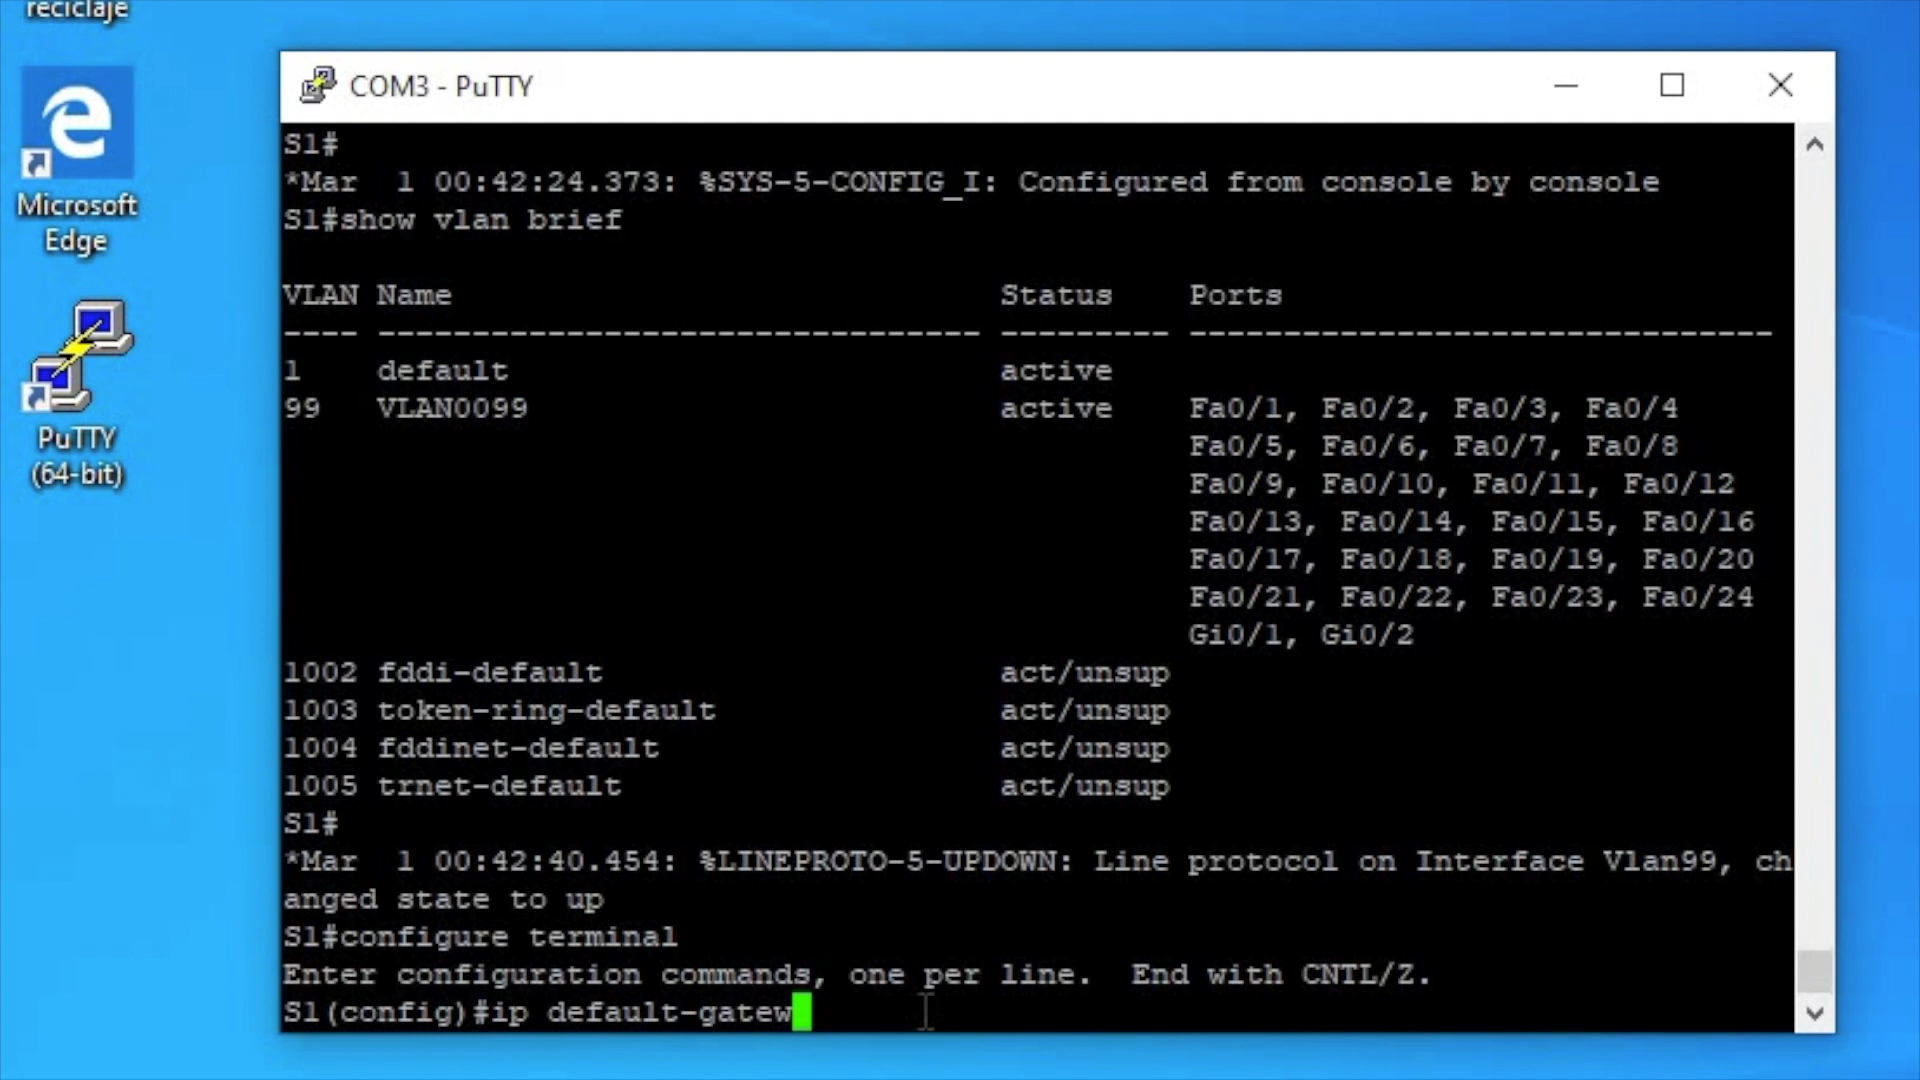 reciclaje
Microsoft
Edge
PuTTY
(64-bit)
COM3 - PuTTY
S1#
*Mar  1 00:42:24.373: %SYS-5-CONFIG_I: Configured from console by console
S1#show vlan brief
VLAN Name                             Status    Ports
---- -------------------------------- --------- -------------------------------
1    default                          active
99   VLAN0099                         active    Fa0/1, Fa0/2, Fa0/3, Fa0/4
                                                Fa0/5, Fa0/6, Fa0/7, Fa0/8
                                                Fa0/9, Fa0/10, Fa0/11, Fa0/12
                                                Fa0/13, Fa0/14, Fa0/15, Fa0/16
                                                Fa0/17, Fa0/18, Fa0/19, Fa0/20
                                                Fa0/21, Fa0/22, Fa0/23, Fa0/24
                                                Gi0/1, Gi0/2
1002 fddi-default                     act/unsup
1003 token-ring-default               act/unsup
1004 fddinet-default                  act/unsup
1005 trnet-default                    act/unsup
S1#
*Mar  1 00:42:40.454: %LINEPROTO-5-UPDOWN: Line protocol on Interface Vlan99, ch
anged state to up
S1#configure terminal
Enter configuration commands, one per line.  End with CNTL/Z.
S1(config)#ip default-gatew